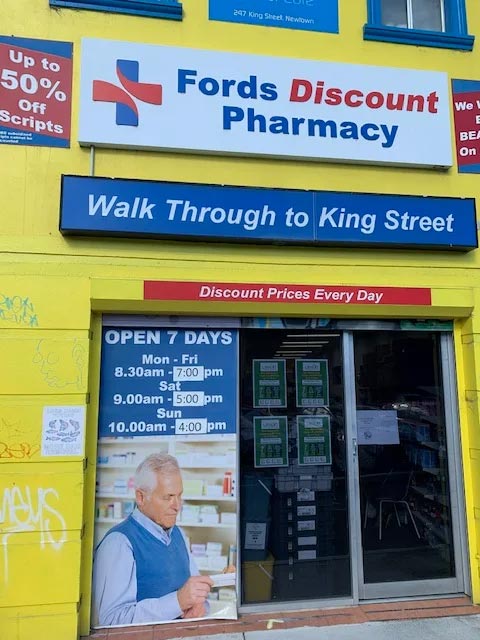 247 King Street, Newtown
Up to
50%
Off
Scripts
Fords Discount
Pharmacy
We
On
Walk Through to King Street
Discount Prices Every Day
OPEN 7 DAYS
Mon - Fri
8.30am - 7:00 pm
Sat
9.00am - 5:00 pm
Sun
10.00am - 4:00 pm